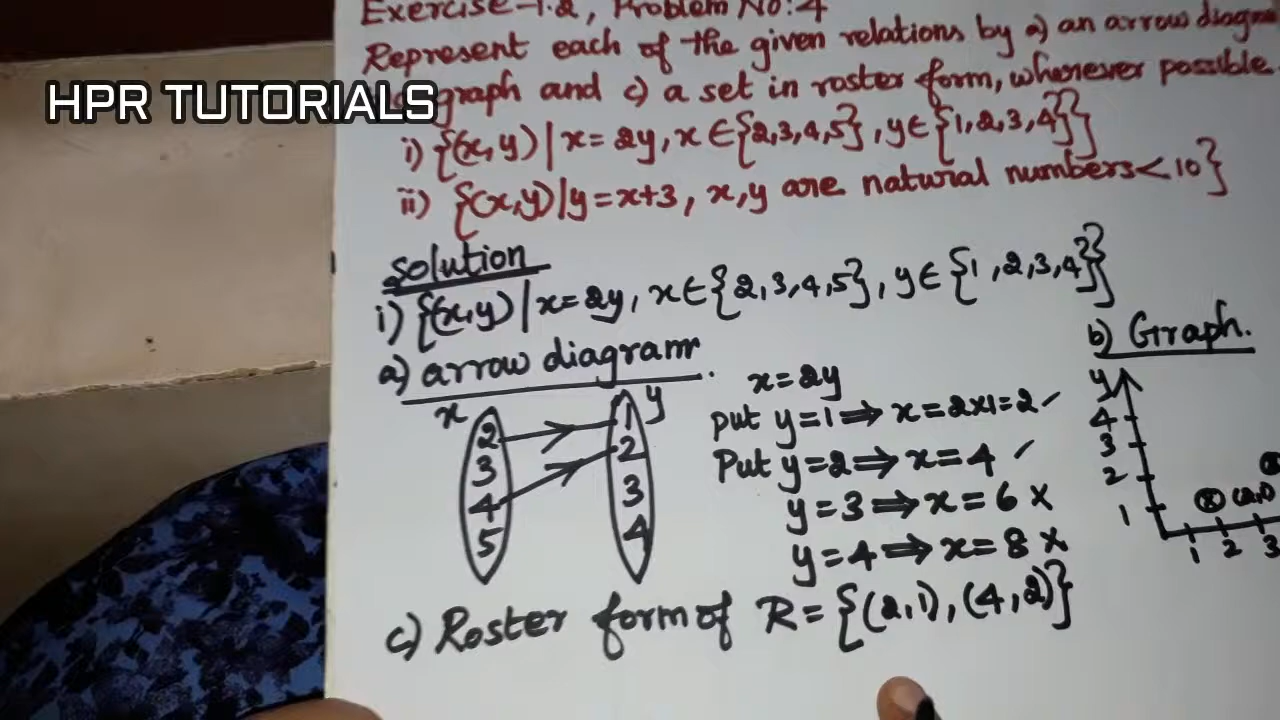 Exercise-1.2, Problem No:4
Represent each of the given relations by a) an arrow
graph and c) a set in roster form, wherever possible
HPR TUTORIALS
i) {(x,y) | x = 2y, x ∈ {2,3,4,5}, y ∈ {1,2,3,4}}
ii) {(x,y) | y = x+3, x,y are natural numbers < 10}
solution
i) {(x,y) | x = 2y, x ∈ {2,3,4,5}, y ∈ {1,2,3,4}}
a) arrow diagram.
x y
2 1
3 2
4 3
5 4
x = 2y
put y=1 ⇒ x=2x1=2 ✓
Put y=2 ⇒ x=4 ✓
y=3 ⇒ x=6 ×
y=4 ⇒ x=8 ×
b) Graph.
y
4
3
2
1
(2,1)
1 2 3
c) Roster form of R = {(2,1), (4,2)}